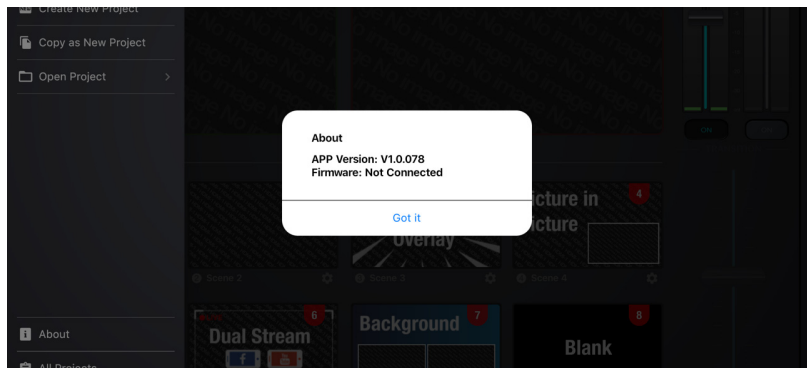 Create New Project
Copy as New Project
Open Project
About
APP Version: V1.0.078
Firmware: Not Connected
Got it
Picture in
Picture
4
Overlay
Scene 2
Scene 3
Scene 4
6
Dual Stream
7
Background
8
Blank
About
All Projects